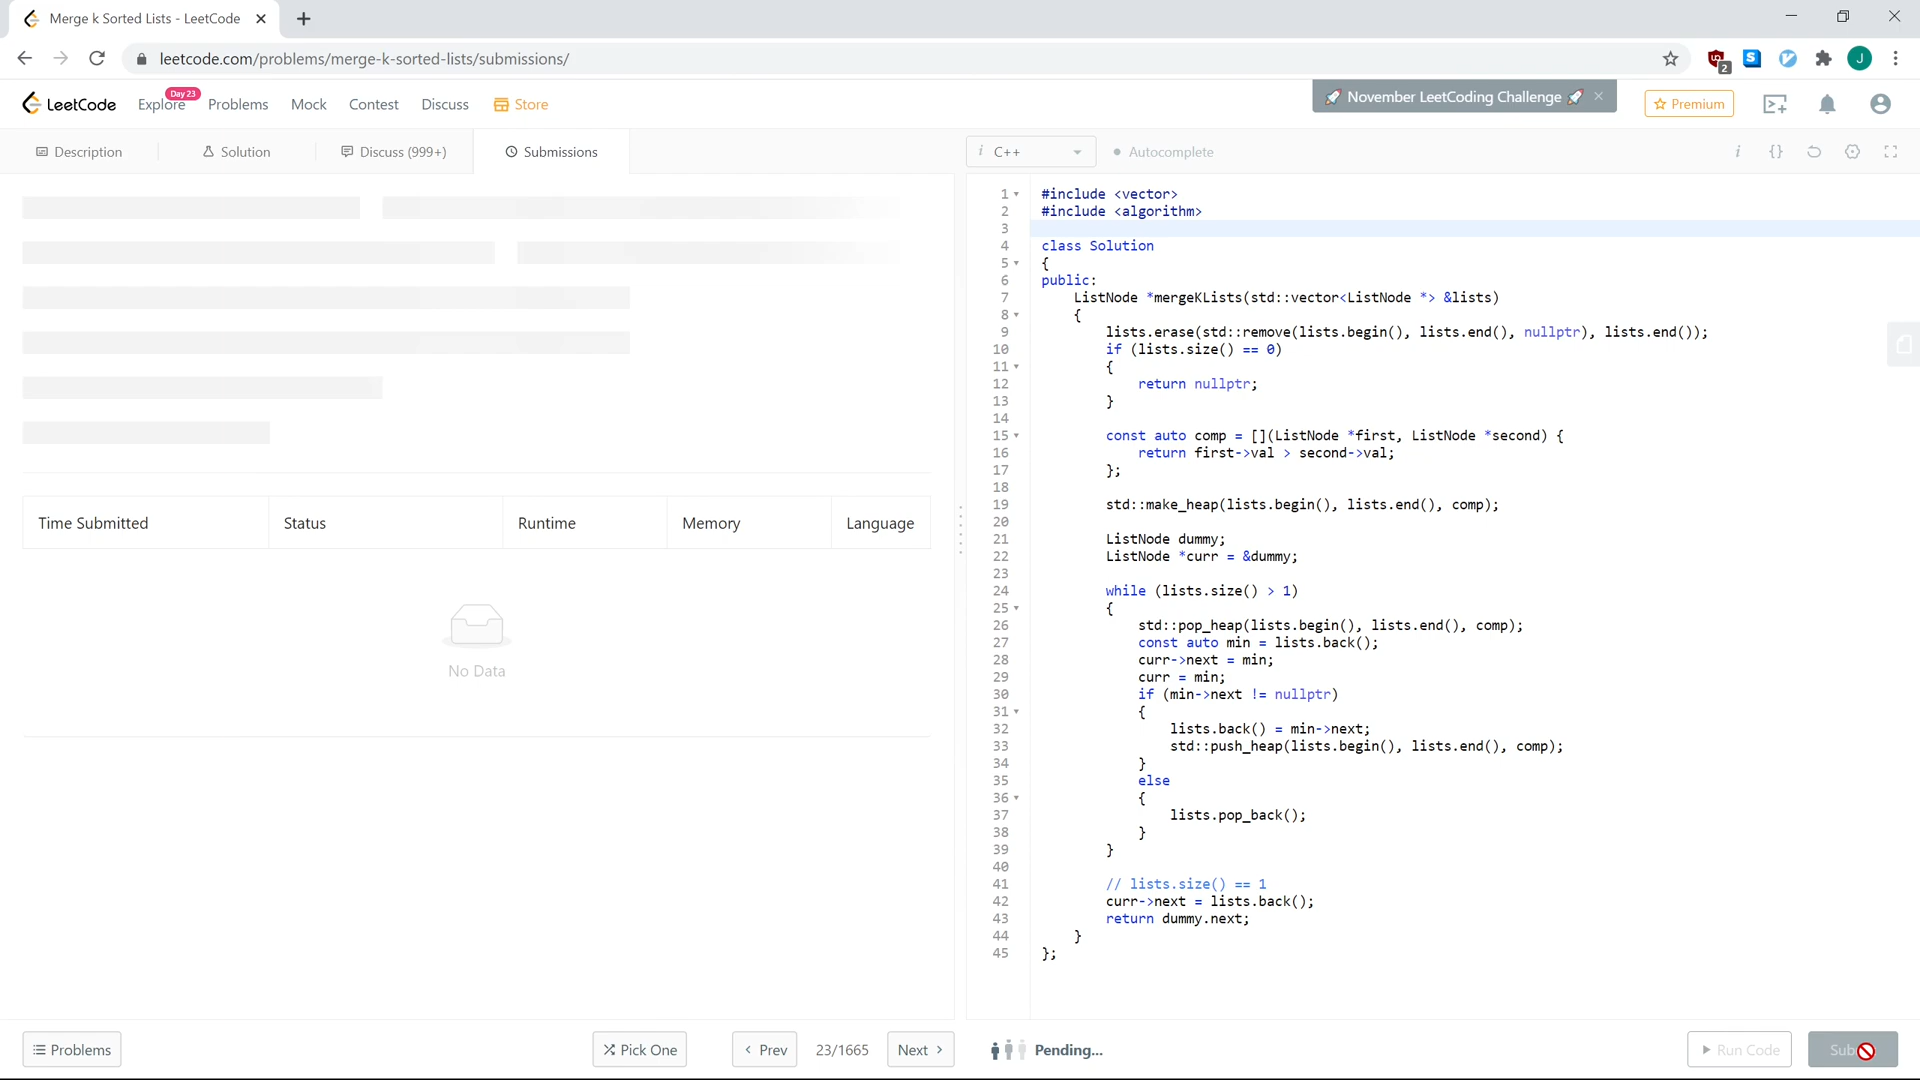 Merge k Sorted Lists - LeetCode
leetcode.com/problems/merge-k-sorted-lists/submissions/
2
S
J
LeetCode
Explore
Day 23
Problems
Mock
Contest
Discuss
Store
🚀 November LeetCoding Challenge 🚀
Premium
Description
Solution
Discuss (999+)
Submissions
i C++
Autocomplete
i
{}
Time Submitted
Status
Runtime
Memory
Language
No Data
1 #include <vector>
2 #include <algorithm>
3
4 class Solution
5 {
6 public:
7 ListNode *mergeKLists(std::vector<ListNode *> &lists)
8 {
9 lists.erase(std::remove(lists.begin(), lists.end(), nullptr), lists.end());
10 if (lists.size() == 0)
11 {
12 return nullptr;
13 }
14
15 const auto comp = [](ListNode *first, ListNode *second) {
16 return first->val > second->val;
17 };
18
19 std::make_heap(lists.begin(), lists.end(), comp);
20
21 ListNode dummy;
22 ListNode *curr = &dummy;
23
24 while (lists.size() > 1)
25 {
26 std::pop_heap(lists.begin(), lists.end(), comp);
27 const auto min = lists.back();
28 curr->next = min;
29 curr = min;
30 if (min->next != nullptr)
31 {
32 lists.back() = min->next;
33 std::push_heap(lists.begin(), lists.end(), comp);
34 }
35 else
36 {
37 lists.pop_back();
38 }
39 }
40
41 // lists.size() == 1
42 curr->next = lists.back();
43 return dummy.next;
44 }
45 };
Problems
Pick One
Prev
23/1665
Next
Pending...
Run Code